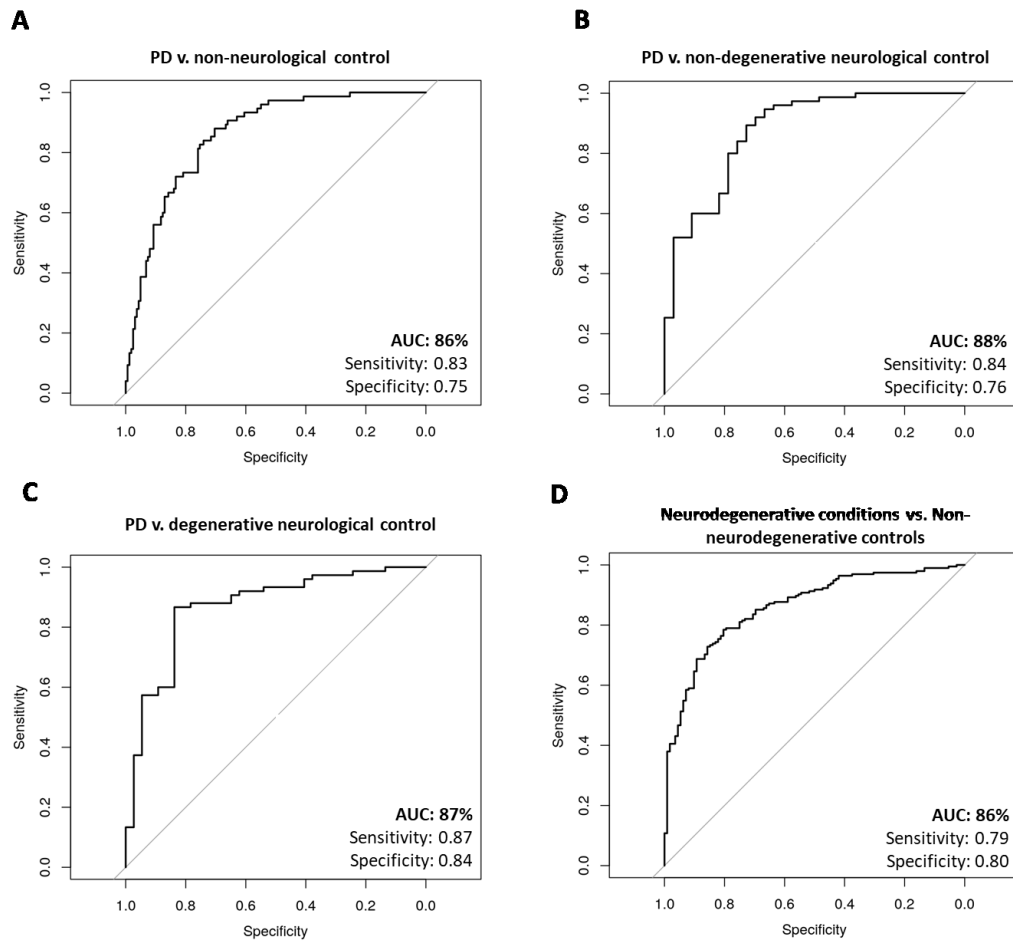 A
PD v. non-neurological control
1.0
0.8
0.6
0.4
0.2
0.0
Sensitivity
AUC: 86%
Sensitivity: 0.83
Specificity: 0.75
1.0 0.8 0.6 0.4 0.2 0.0
Specificity
B
PD v. non-degenerative neurological control
1.0
0.8
0.6
0.4
0.2
0.0
Sensitivity
AUC: 88%
Sensitivity: 0.84
Specificity: 0.76
1.0 0.8 0.6 0.4 0.2 0.0
Specificity
C
PD v. degenerative neurological control
1.0
0.8
0.6
0.4
0.2
0.0
Sensitivity
AUC: 87%
Sensitivity: 0.87
Specificity: 0.84
1.0 0.8 0.6 0.4 0.2 0.0
Specificity
D
Neurodegenerative conditions vs. Non-
neurodegenerative controls
1.0
0.8
0.6
0.4
0.2
0.0
Sensitivity
AUC: 86%
Sensitivity: 0.79
Specificity: 0.80
1.0 0.8 0.6 0.4 0.2 0.0
Specificity